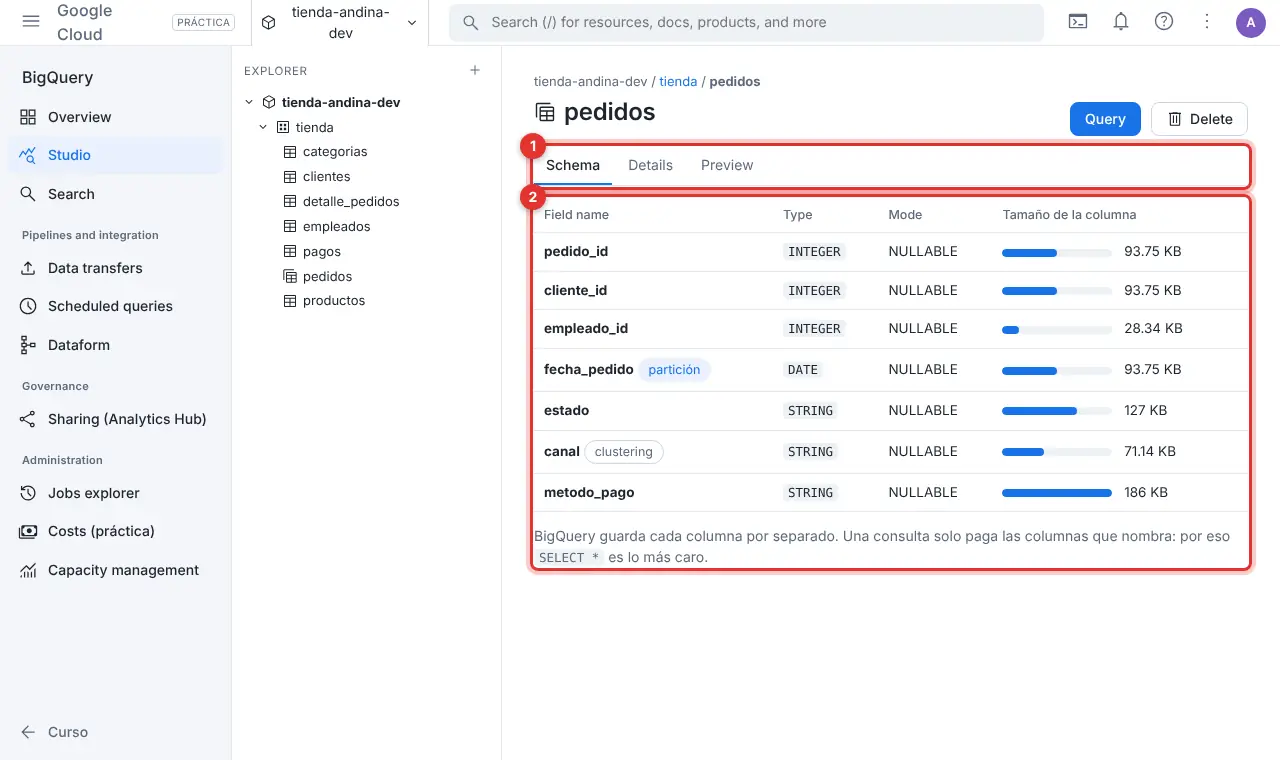 Google Cloud
PRÁCTICA
tienda-andina-dev
Search (/) for resources, docs, products, and more
A
BigQuery
Overview
Studio
Search
Pipelines and integration
Data transfers
Scheduled queries
Dataform
Governance
Sharing (Analytics Hub)
Administration
Jobs explorer
Costs (práctica)
Capacity management
Curso
EXPLORER
tienda-andina-dev
tienda
categorias
clientes
detalle_pedidos
empleados
pagos
pedidos
productos
tienda-andina-dev / tienda / pedidos
pedidos
Query Delete
1
Schema Details Preview
2
Field name Type Mode Tamaño de la columna
pedido_id INTEGER NULLABLE 93.75 KB
cliente_id INTEGER NULLABLE 93.75 KB
empleado_id INTEGER NULLABLE 28.34 KB
fecha_pedido partición DATE NULLABLE 93.75 KB
estado STRING NULLABLE 127 KB
canal clustering STRING NULLABLE 71.14 KB
metodo_pago STRING NULLABLE 186 KB
BigQuery guarda cada columna por separado. Una consulta solo paga las columnas que nombra: por eso
SELECT * es lo más caro.